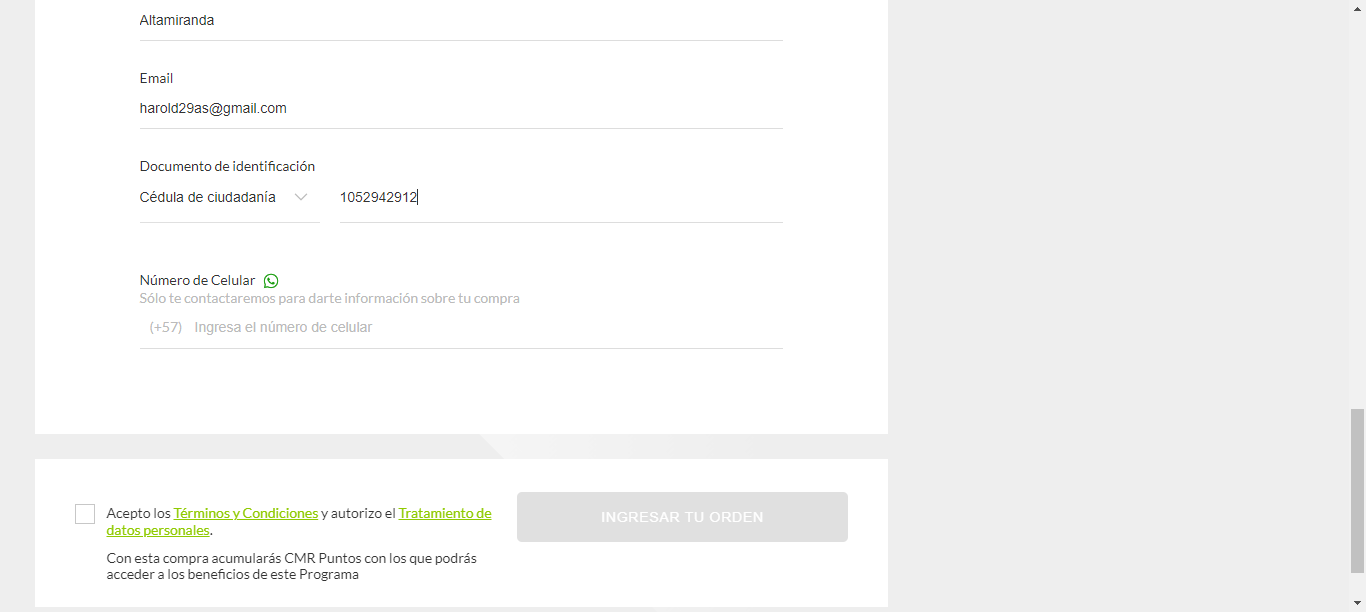 Altamiranda
Email
harold29as@gmail.com
Documento de identificación
Cédula de ciudadanía 1052942912
Número de Celular
Sólo te contactaremos para darte información sobre tu compra
(+57) Ingresa el número de celular
Acepto los Términos y Condiciones y autorizo el Tratamiento de
datos personales.
INGRESAR TU ORDEN
Con esta compra acumularás CMR Puntos con los que podrás
acceder a los beneficios de este Programa